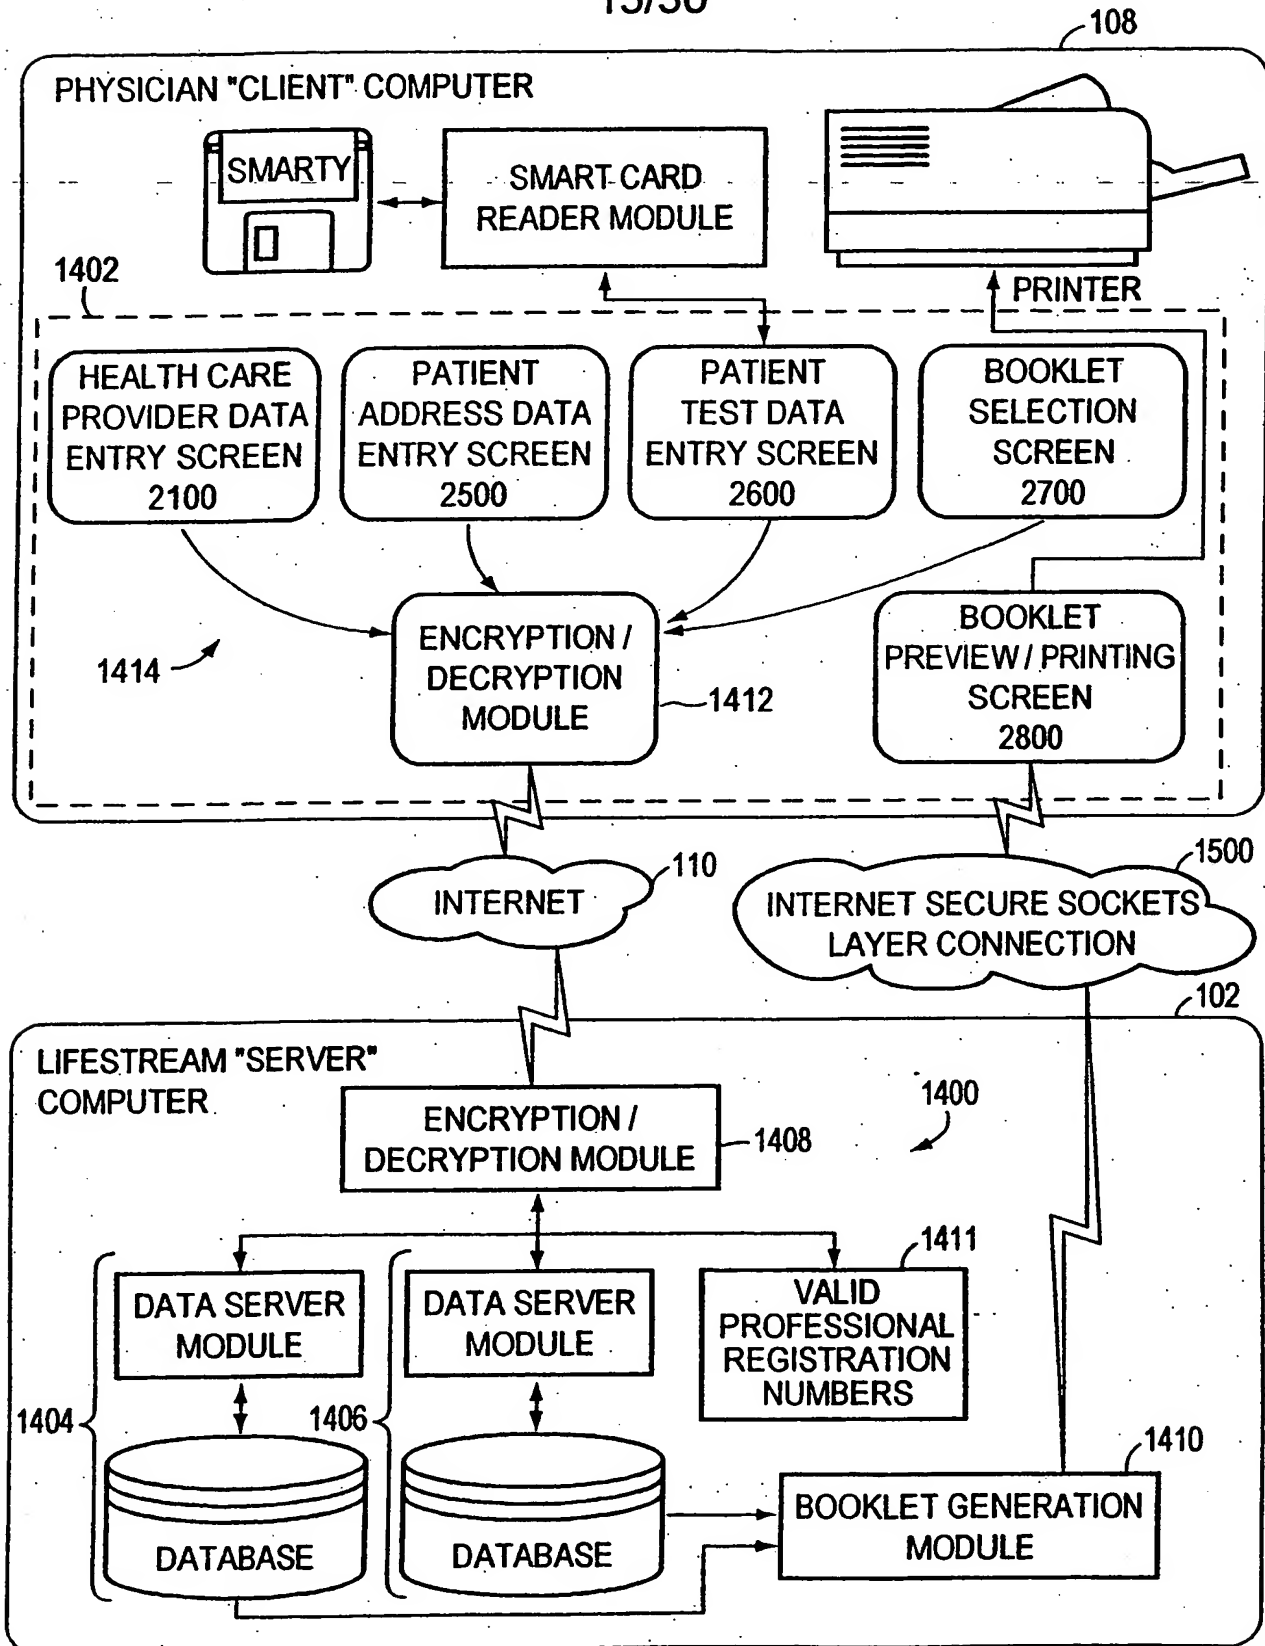 108
PHYSICIAN "CLIENT" COMPUTER
SMARTY
SMART CARD
READER MODULE
PRINTER
1402
HEALTH CARE
PROVIDER DATA
ENTRY SCREEN
2100
PATIENT
ADDRESS DATA
ENTRY SCREEN
2500
PATIENT
TEST DATA
ENTRY SCREEN
2600
BOOKLET
SELECTION
SCREEN
2700
1414
ENCRYPTION /
DECRYPTION
MODULE
1412
BOOKLET
PREVIEW / PRINTING
SCREEN
2800
INTERNET
110
1500
INTERNET SECURE SOCKETS
LAYER CONNECTION
102
LIFESTREAM "SERVER"
COMPUTER
ENCRYPTION /
DECRYPTION MODULE
1408
1400
1404
DATA SERVER
MODULE
DATABASE
1406
DATA SERVER
MODULE
DATABASE
1411
VALID
PROFESSIONAL
REGISTRATION
NUMBERS
1410
BOOKLET GENERATION
MODULE